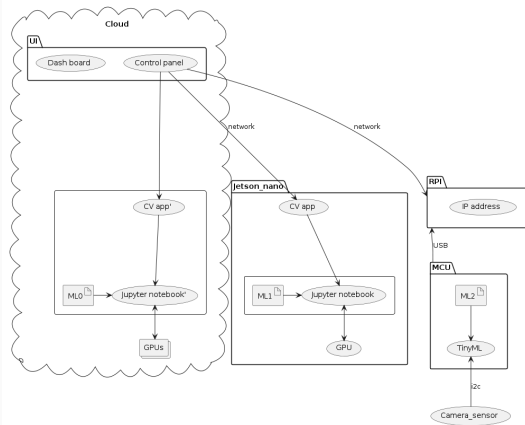 Cloud
UI
Dash board
Control panel
network
network
Jetson_nano
RPI
CV app'
CV app
IP address
USB
MCU
ML0
Jupyter notebook'
ML1
Jupyter notebook
ML2
GPUs
GPU
TinyML
i2c
Camera_sensor